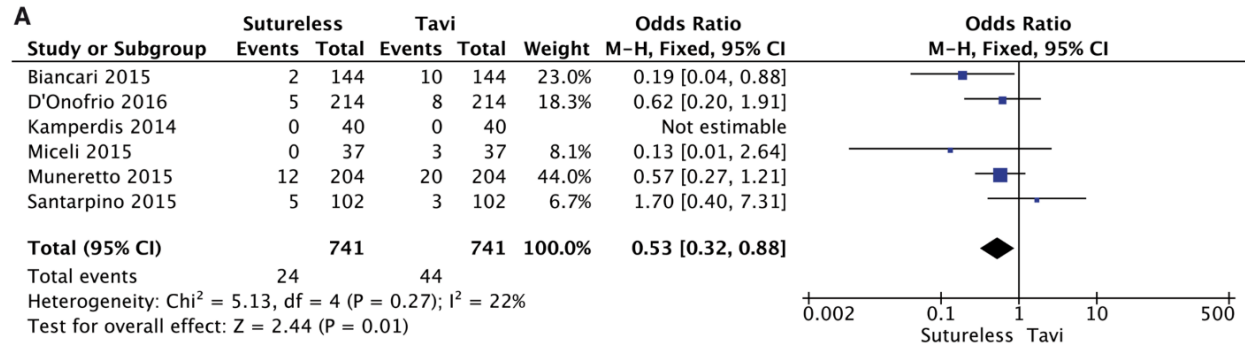 A
Sutureless Tavi Odds Ratio Odds Ratio
Study or Subgroup Events Total Events Total Weight M-H, Fixed, 95% CI M-H, Fixed, 95% CI
Biancari 2015 2 144 10 144 23.0% 0.19 [0.04, 0.88]
D'Onofrio 2016 5 214 8 214 18.3% 0.62 [0.20, 1.91]
Kamperdis 2014 0 40 0 40 Not estimable
Miceli 2015 0 37 3 37 8.1% 0.13 [0.01, 2.64]
Muneretto 2015 12 204 20 204 44.0% 0.57 [0.27, 1.21]
Santarpino 2015 5 102 3 102 6.7% 1.70 [0.40, 7.31]
Total (95% CI) 741 741 100.0% 0.53 [0.32, 0.88]
Total events 24 44
Heterogeneity: Chi² = 5.13, df = 4 (P = 0.27); I² = 22%
Test for overall effect: Z = 2.44 (P = 0.01)
0.002 0.1 1 10 500
Sutureless Tavi